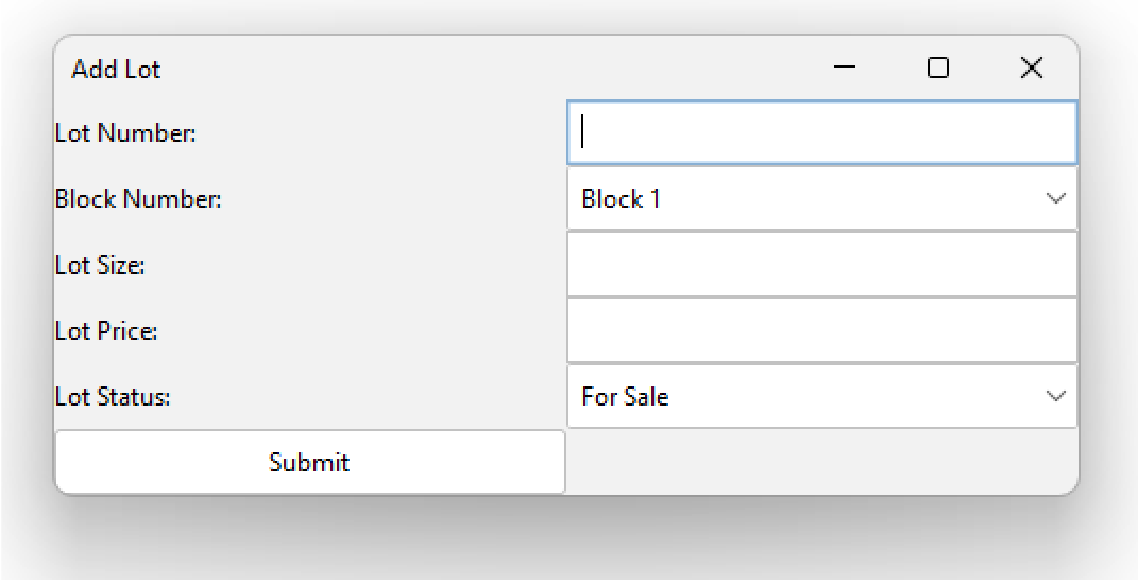 Add Lot
Lot Number:
Block Number: Block 1
Lot Size:
Lot Price:
Lot Status: For Sale
Submit